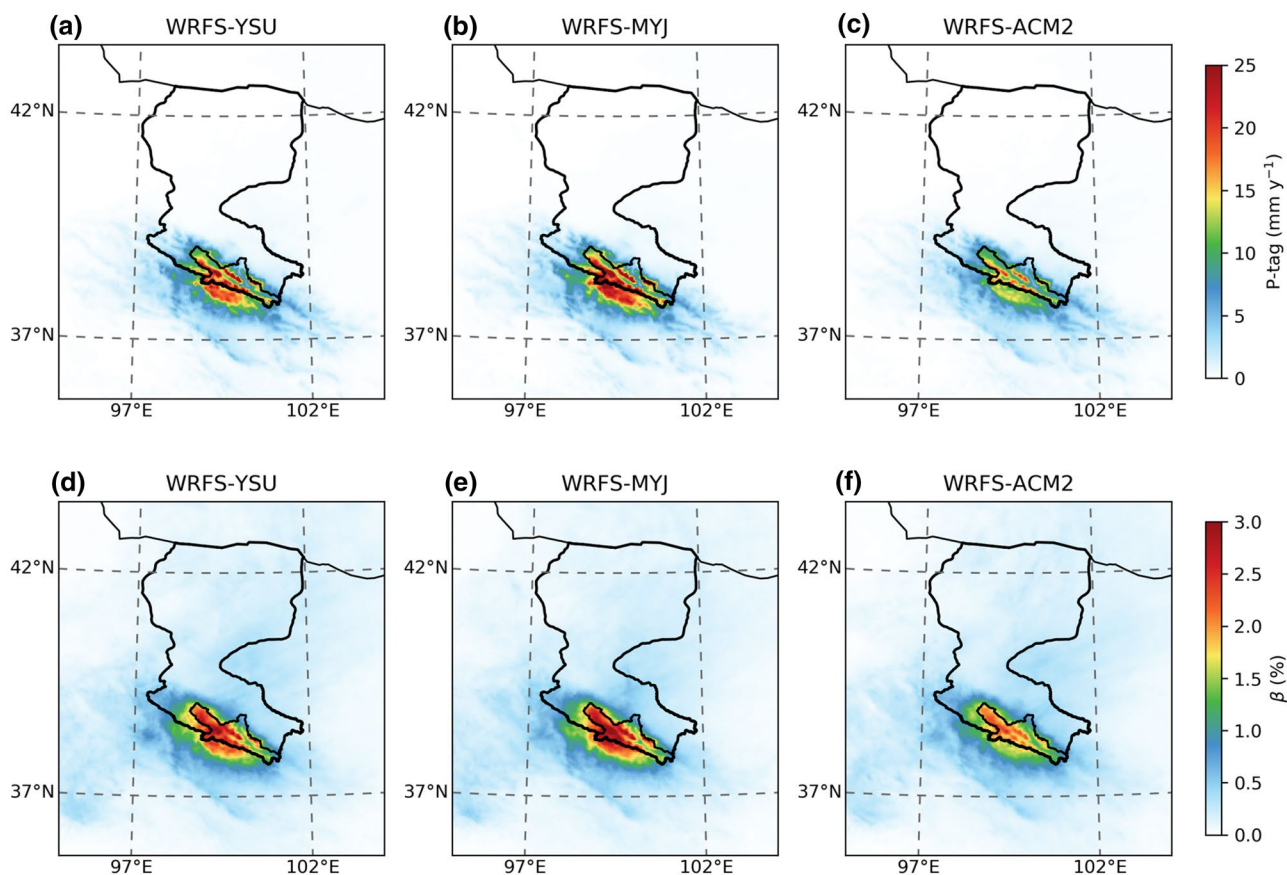 (a) WRFS-YSU (b) WRFS-MYJ (c) WRFS-ACM2
25
42°N 42°N 42°N
20
15
P-tag (mm y⁻¹)
10
5
37°N 37°N 37°N
0
97°E 102°E 97°E 102°E 97°E 102°E
(d) WRFS-YSU (e) WRFS-MYJ (f) WRFS-ACM2
3.0
42°N 42°N 42°N
2.5
2.0
1.5
β (%)
1.0
0.5
37°N 37°N 37°N
0.0
97°E 102°E 97°E 102°E 97°E 102°E